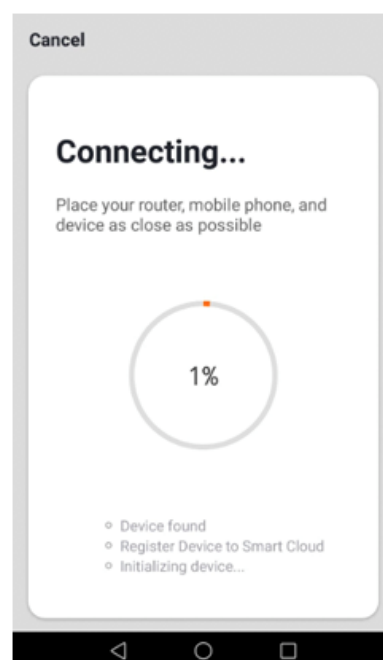 Cancel
Connecting...
Place your router, mobile phone, and
device as close as possible
1%
Device found
Register Device to Smart Cloud
Initializing device...